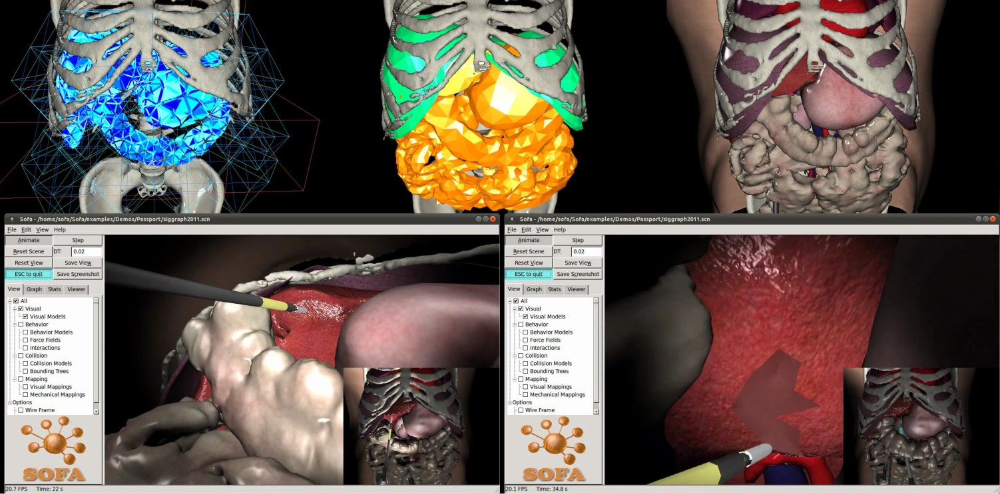 Sofa - /home/sofa/Sofa/examples/Demos/Passport/siggraph2011.scn
File Edit View Help
Animate Step
Reset Scene DT: 0.02
Reset View Save View
ESC to quit Save Screenshot
View Graph Stats Viewer
All
Visual
Visual Models
Behavior
Behavior Models
Force Fields
Interactions
Collision
Collision Models
Bounding Trees
Mapping
Visual Mappings
Mechanical Mappings
Options
Wire Frame
SOFA
20.7 FPS Time: 22 s
Sofa - /home/sofa/Sofa/examples/Demos/Passport/siggraph2011.scn
File Edit View Help
Animate Step
Reset Scene DT: 0.02
Reset View Save View
ESC to quit Save Screenshot
View Graph Stats Viewer
All
Visual
Visual Models
Behavior
Behavior Models
Force Fields
Interactions
Collision
Collision Models
Bounding Trees
Mapping
Visual Mappings
Mechanical Mappings
Options
Wire Frame
SOFA
20.1 FPS Time: 34.8 s